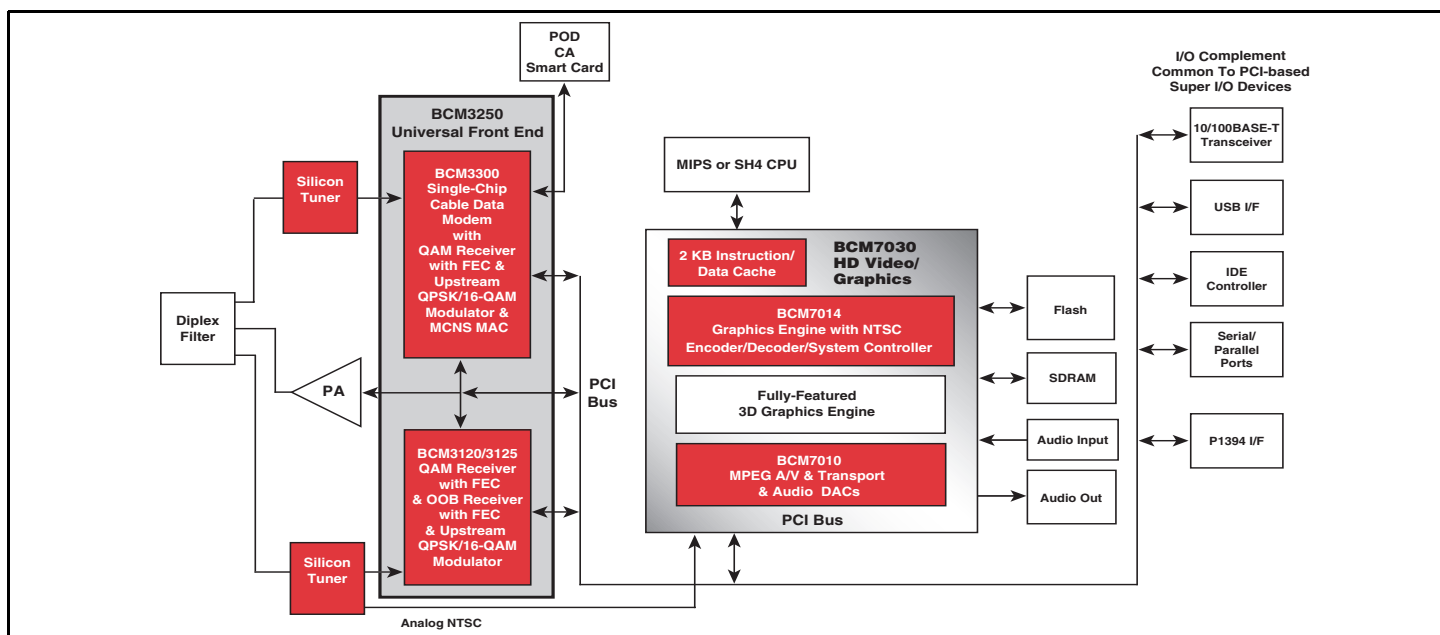 POD
CA
Smart Card
I/O Complement
Common To PCI-based
Super I/O Devices
BCM3250
Universal Front End
10/100BASE-T
Transceiver
MIPS or SH4 CPU
Silicon
Tuner
BCM3300
Single-Chip
Cable Data
Modem
with
QAM Receiver
with FEC &
Upstream
QPSK/16-QAM
Modulator &
MCNS MAC
USB I/F
2 KB Instruction/
Data Cache
BCM7030
HD Video/
Graphics
IDE
Controller
Diplex
Filter
BCM7014
Graphics Engine with NTSC
Encoder/Decoder/System Controller
Flash
Serial/
Parallel
Ports
PA
PCI
Bus
Fully-Featured
3D Graphics Engine
SDRAM
Audio Input
P1394 I/F
BCM3120/3125
QAM Receiver
with FEC
& OOB Receiver
with FEC
& Upstream
QPSK/16-QAM
Modulator
BCM7010
MPEG A/V & Transport
& Audio DACs
Audio Out
PCI Bus
Silicon
Tuner
Analog NTSC